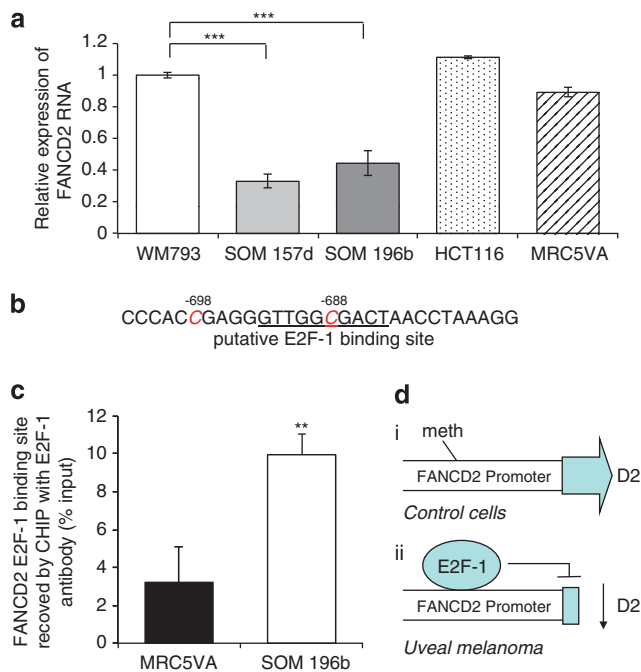 a
Relative expression of
FANCD2 RNA
1.2
1
0.8
0.6
0.4
0.2
0
***
***
WM793 SOM 157d SOM 196b HCT116 MRC5VA
b
-698 -688
CCCACCGAGGGTTGGCGACTAACCTAAAGG
putative E2F-1 binding site
c
FANCD2 E2F-1 binding site
recoved by CHIP with E2F-1
antibody (% input)
12
10
8
6
4
2
0
**
MRC5VA SOM 196b
d
i
meth
FANCD2 Promoter
D2
Control cells
ii
E2F-1
FANCD2 Promoter
D2
Uveal melanoma